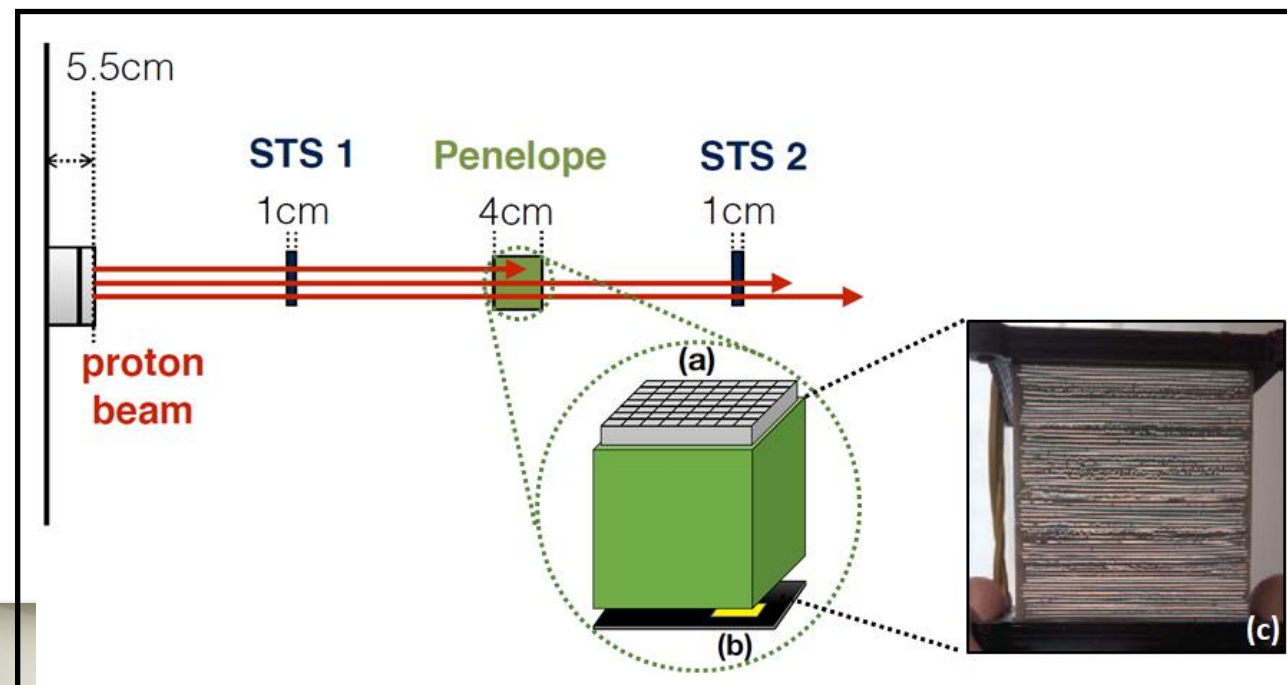 5.5cm
STS 1
Penelope
STS 2
1cm
4cm
1cm
proton
beam
(a)
(b)
(c)